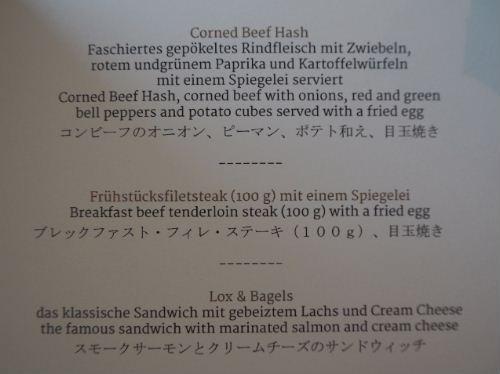 Corned Beef Hash
Faschiertes gepökeltes Rindfleisch mit Zwiebeln,
rotem undgrünem Paprika und Kartoffelwürfeln
mit einem Spiegelei serviert
Corned Beef Hash, corned beef with onions, red and green
bell peppers and potato cubes served with a fried egg
コンビーフのオニオン、ピーマン、ポテト和え、目玉焼き
--------
Frühstücksfiletsteak (100 g) mit einem Spiegelei
Breakfast beef tenderloin steak (100 g) with a fried egg
ブレックファスト・フィレ・ステーキ（１００ｇ）、目玉焼き
--------
Lox & Bagels
das klassische Sandwich mit gebeiztem Lachs und Cream Cheese
the famous sandwich with marinated salmon and cream cheese
スモークサーモンとクリームチーズのサンドウィッチ